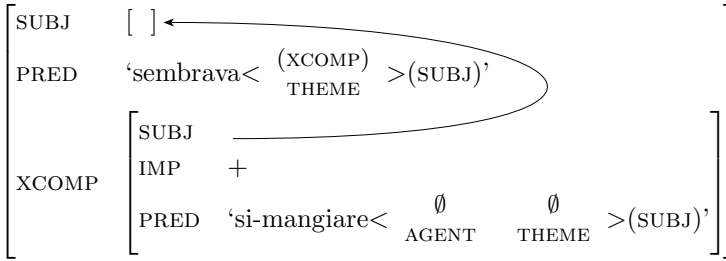 SUBJ [ ]
(XCOMP)
PRED ‘sembrava< THEME >(SUBJ)’
SUBJ
IMP +
XCOMP
∅ ∅
PRED ‘si-mangiare< AGENT THEME >(SUBJ)’